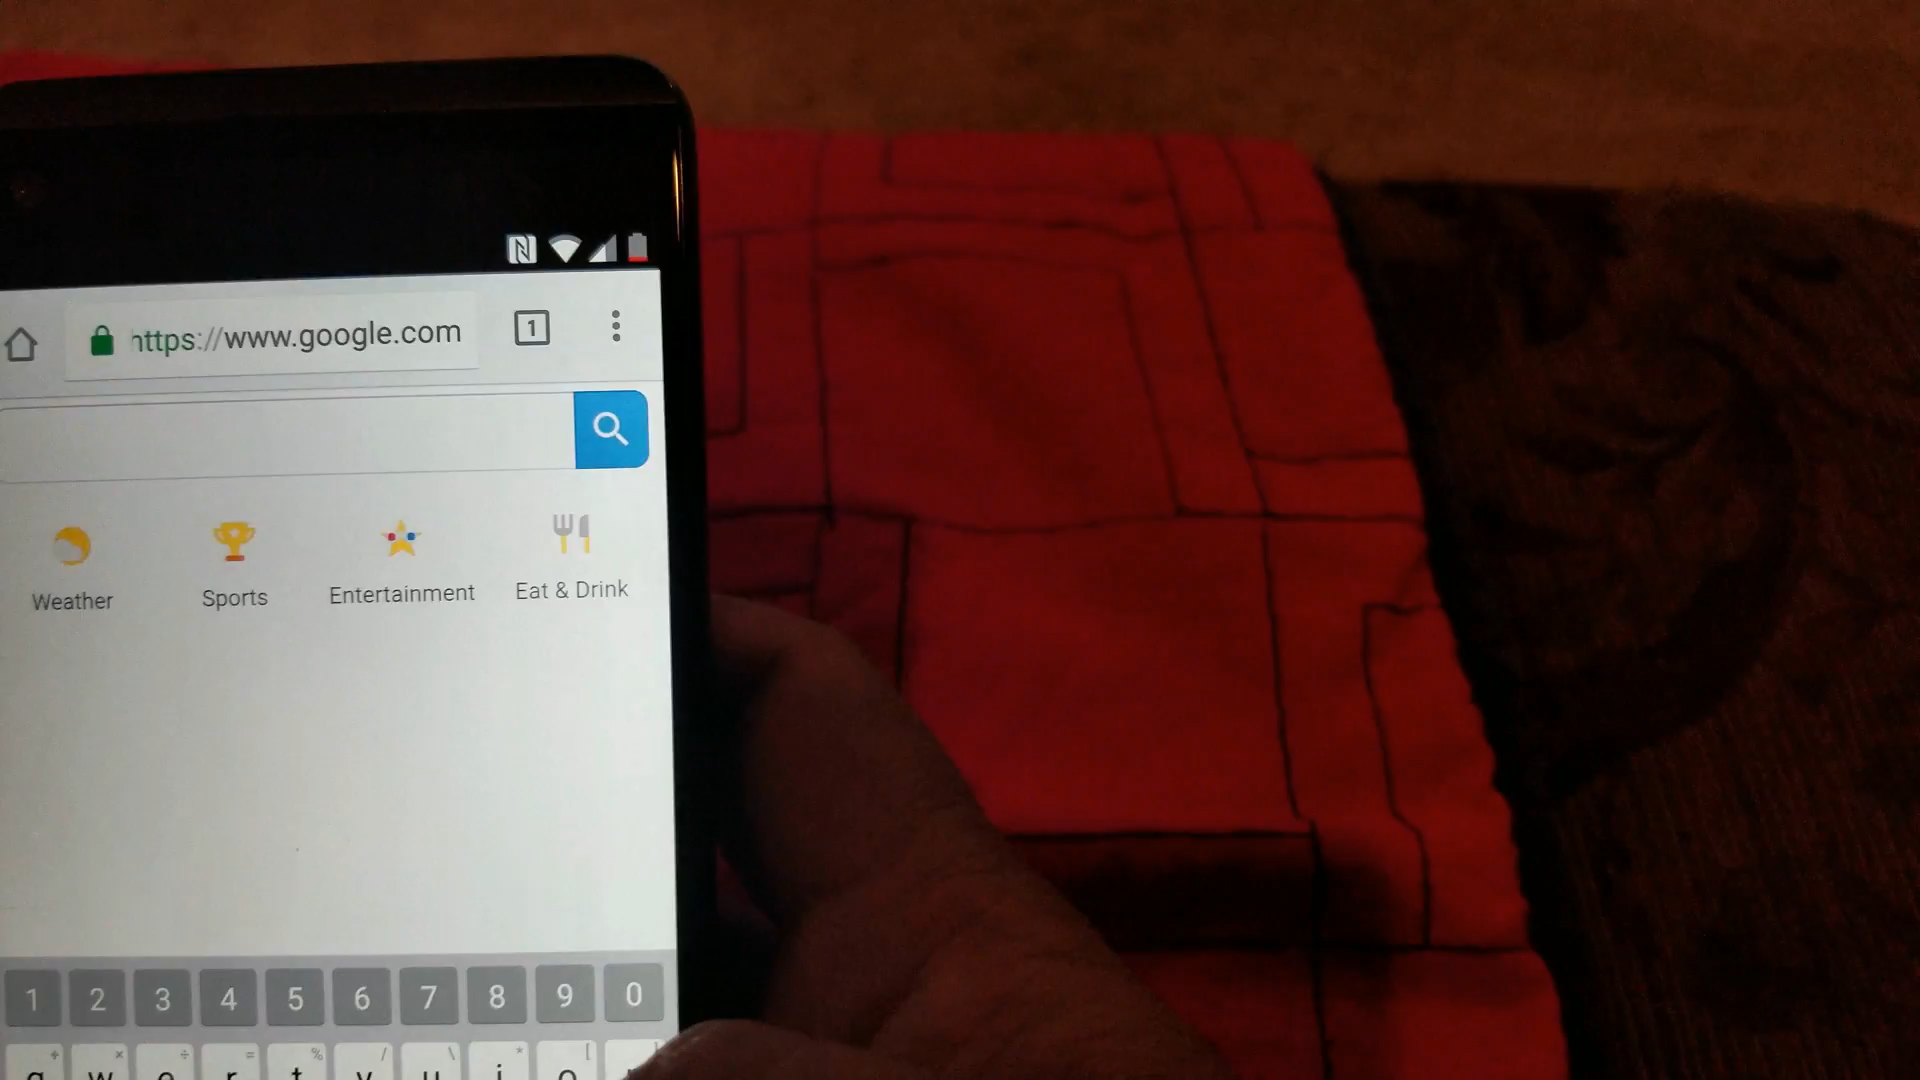 1
https://www.google.com
Weather Sports Entertainment Eat & Drink
1 2 3 4 5 6 7 8 9 0
+ × ÷ = % / \ * [ ]
q w e r t y u i o